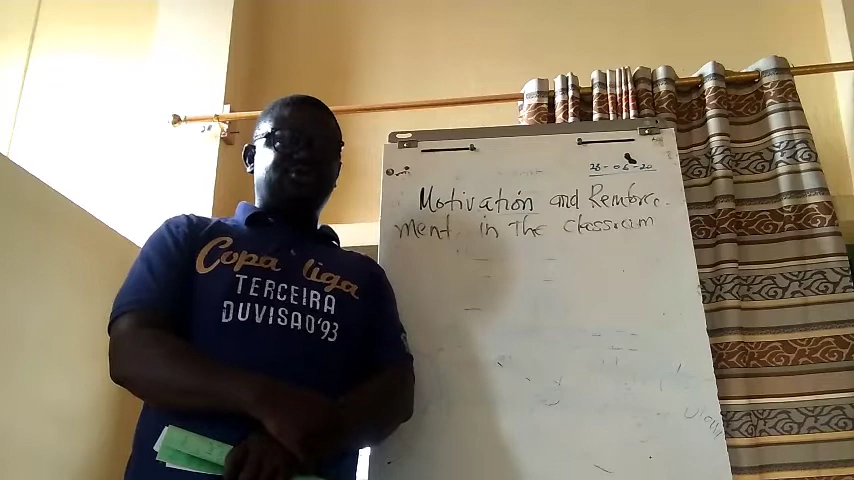 28-06-20
Motivation and Reinforce-
ment in The classroom
Copa liga
TERCEIRA
DUVISAO'93